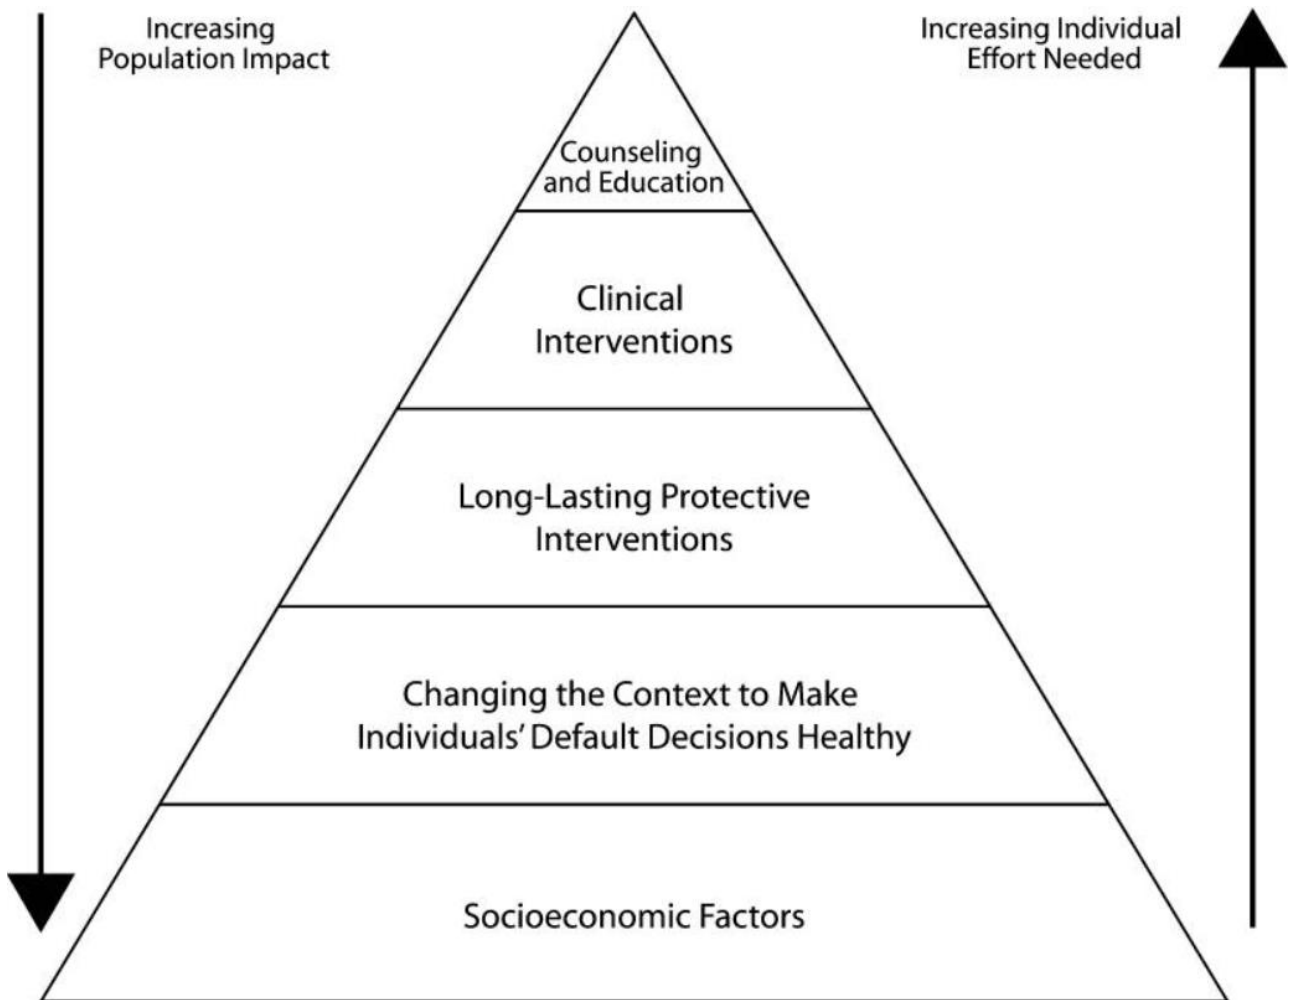 Increasing
Population Impact
Increasing Individual
Effort Needed
Counseling
and Education
Clinical
Interventions
Long-Lasting Protective
Interventions
Changing the Context to Make
Individuals’ Default Decisions Healthy
Socioeconomic Factors